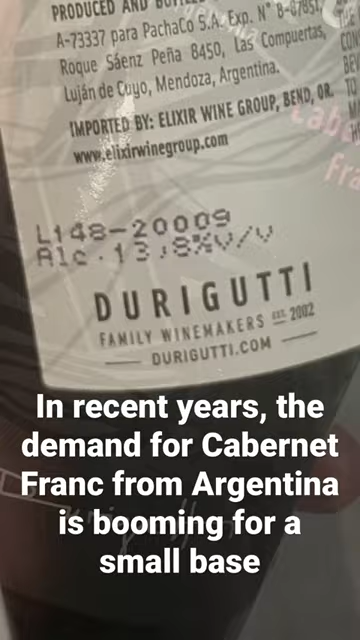 PRODUCED AND
A-73337 para PachaCo S.A. Exp. N° B-07851,
Roque Sáenz Peña 8450, Las Compuertas,
Luján de Cuyo, Mendoza, Argentina.
IMPORTED BY: ELIXIR WINE GROUP, BEND, OR.
www.elixirwinegroup.com
L148-20009
Alc.13,8%V/V
DURIGUTTI
FAMILY WINEMAKERS est. 2002
DURIGUTTI.COM
In recent years, the
demand for Cabernet
Franc from Argentina
is booming for a
small base